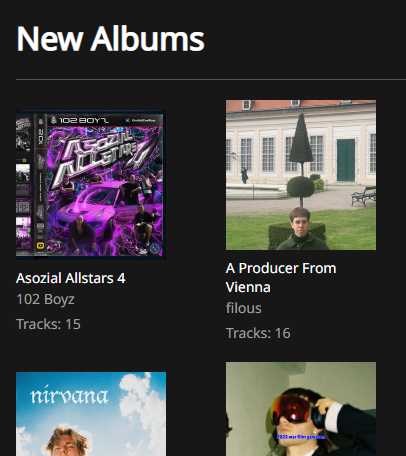 New Albums
102 BOYZ
ASOZIAL
ALLSTARS 4
Asozial Allstars 4
102 Boyz
Tracks: 15
A Producer From
Vienna
filous
Tracks: 16
nirvana